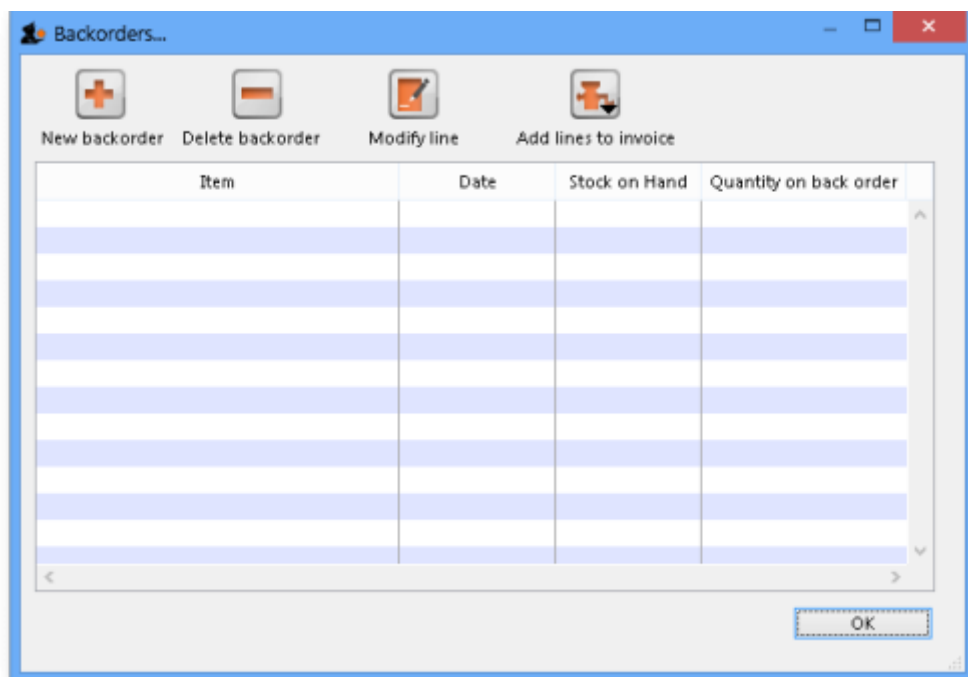 Backorders...
New backorder Delete backorder Modify line Add lines to invoice
Item Date Stock on Hand Quantity on back order
OK